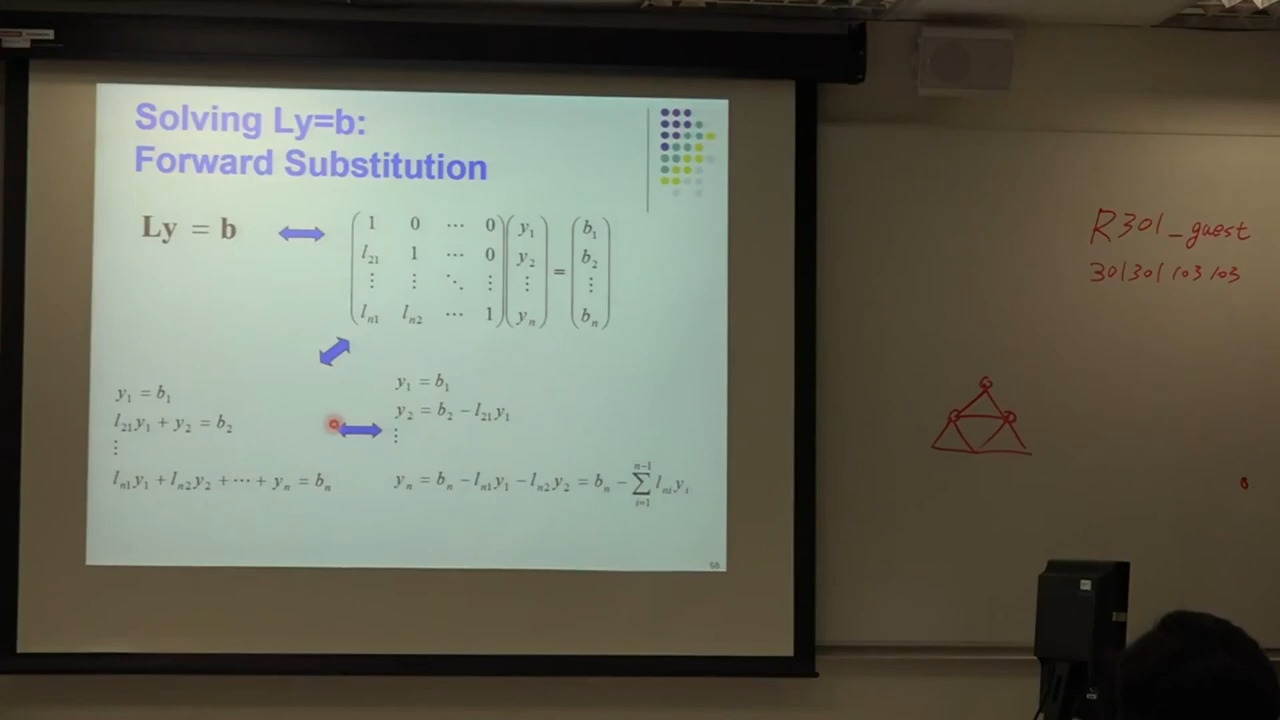 Solving Ly=b:
Forward Substitution
Ly = b
1 0 ⋯ 0 y₁ b₁
l₂₁ 1 ⋯ 0 y₂ = b₂
⋮ ⋮ ⋱ ⋮ ⋮ ⋮
lₙ₁ lₙ₂ ⋯ 1 yₙ bₙ
y₁ = b₁
l₂₁y₁ + y₂ = b₂
⋮
lₙ₁y₁ + lₙ₂y₂ + ⋯ + yₙ = bₙ
y₁ = b₁
y₂ = b₂ − l₂₁y₁
⋮
yₙ = bₙ − lₙ₁y₁ − lₙ₂y₂ = bₙ − ∑ᵢ₌₁ⁿ⁻¹ lₙᵢyᵢ
R301_guest
301301103103